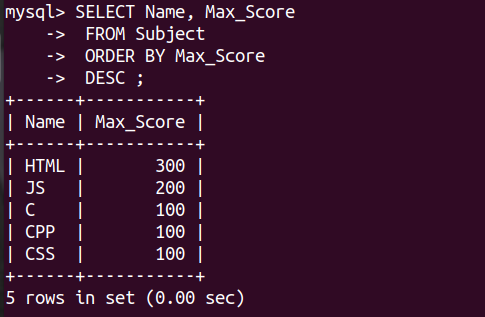 mysql> SELECT Name, Max_Score
    ->  FROM Subject
    ->  ORDER BY Max_Score
    ->  DESC ;
+------+-----------+
| Name | Max_Score |
+------+-----------+
| HTML |       300 |
| JS   |       200 |
| C    |       100 |
| CPP  |       100 |
| CSS  |       100 |
+------+-----------+
5 rows in set (0.00 sec)